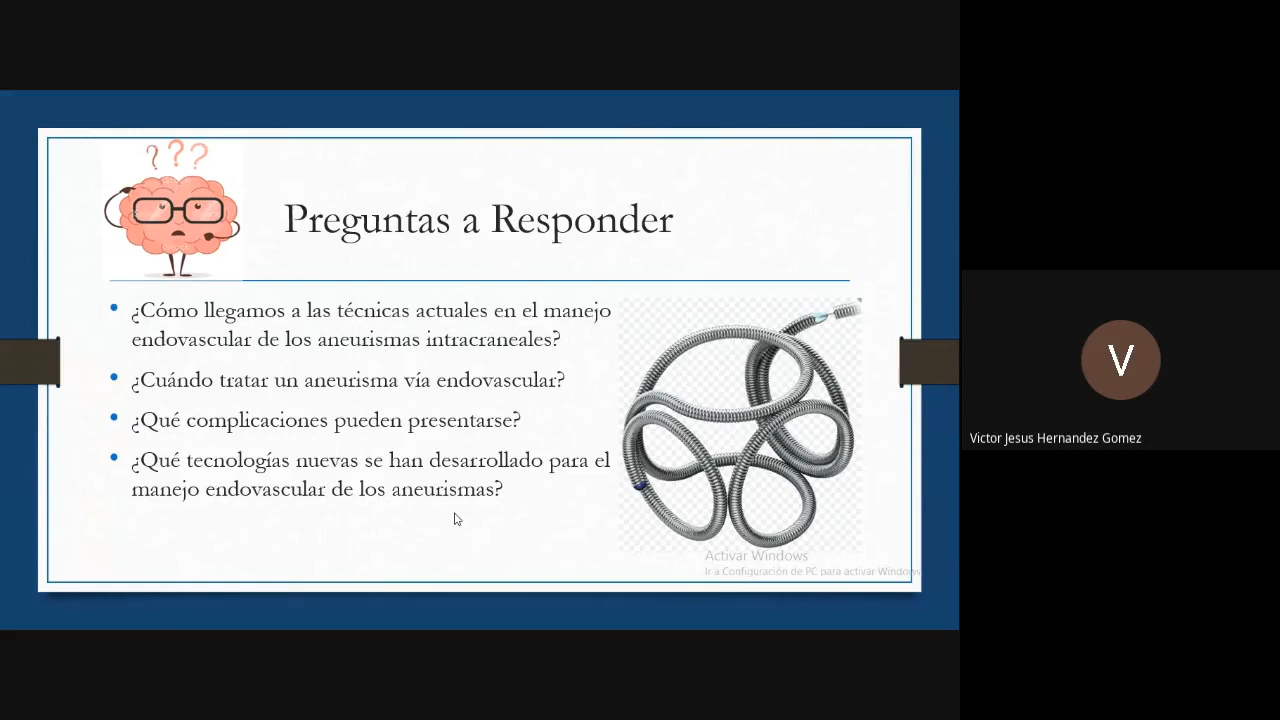 ? ? ?
Preguntas a Responder
• ¿Cómo llegamos a las técnicas actuales en el manejo
endovascular de los aneurismas intracraneales?
• ¿Cuándo tratar un aneurisma vía endovascular?
• ¿Qué complicaciones pueden presentarse?
• ¿Qué tecnologías nuevas se han desarrollado para el
manejo endovascular de los aneurismas?
Activar Windows
Ir a Configuración de PC para activar Windows
V
Victor Jesus Hernandez Gomez